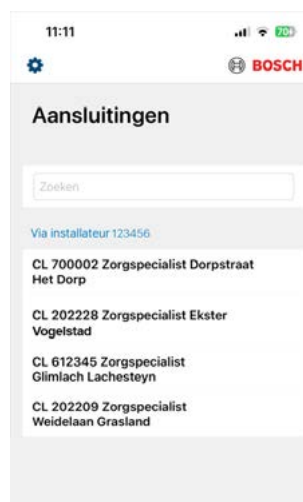 11:11
70
BOSCH
Aansluitingen
Zoeken
Via installateur 123456
CL 700002 Zorgspecialist Dorpstraat
Het Dorp
CL 202228 Zorgspecialist Ekster
Vogelstad
CL 612345 Zorgspecialist
Glimlach Lachesteyn
CL 202209 Zorgspecialist
Weidelaan Grasland